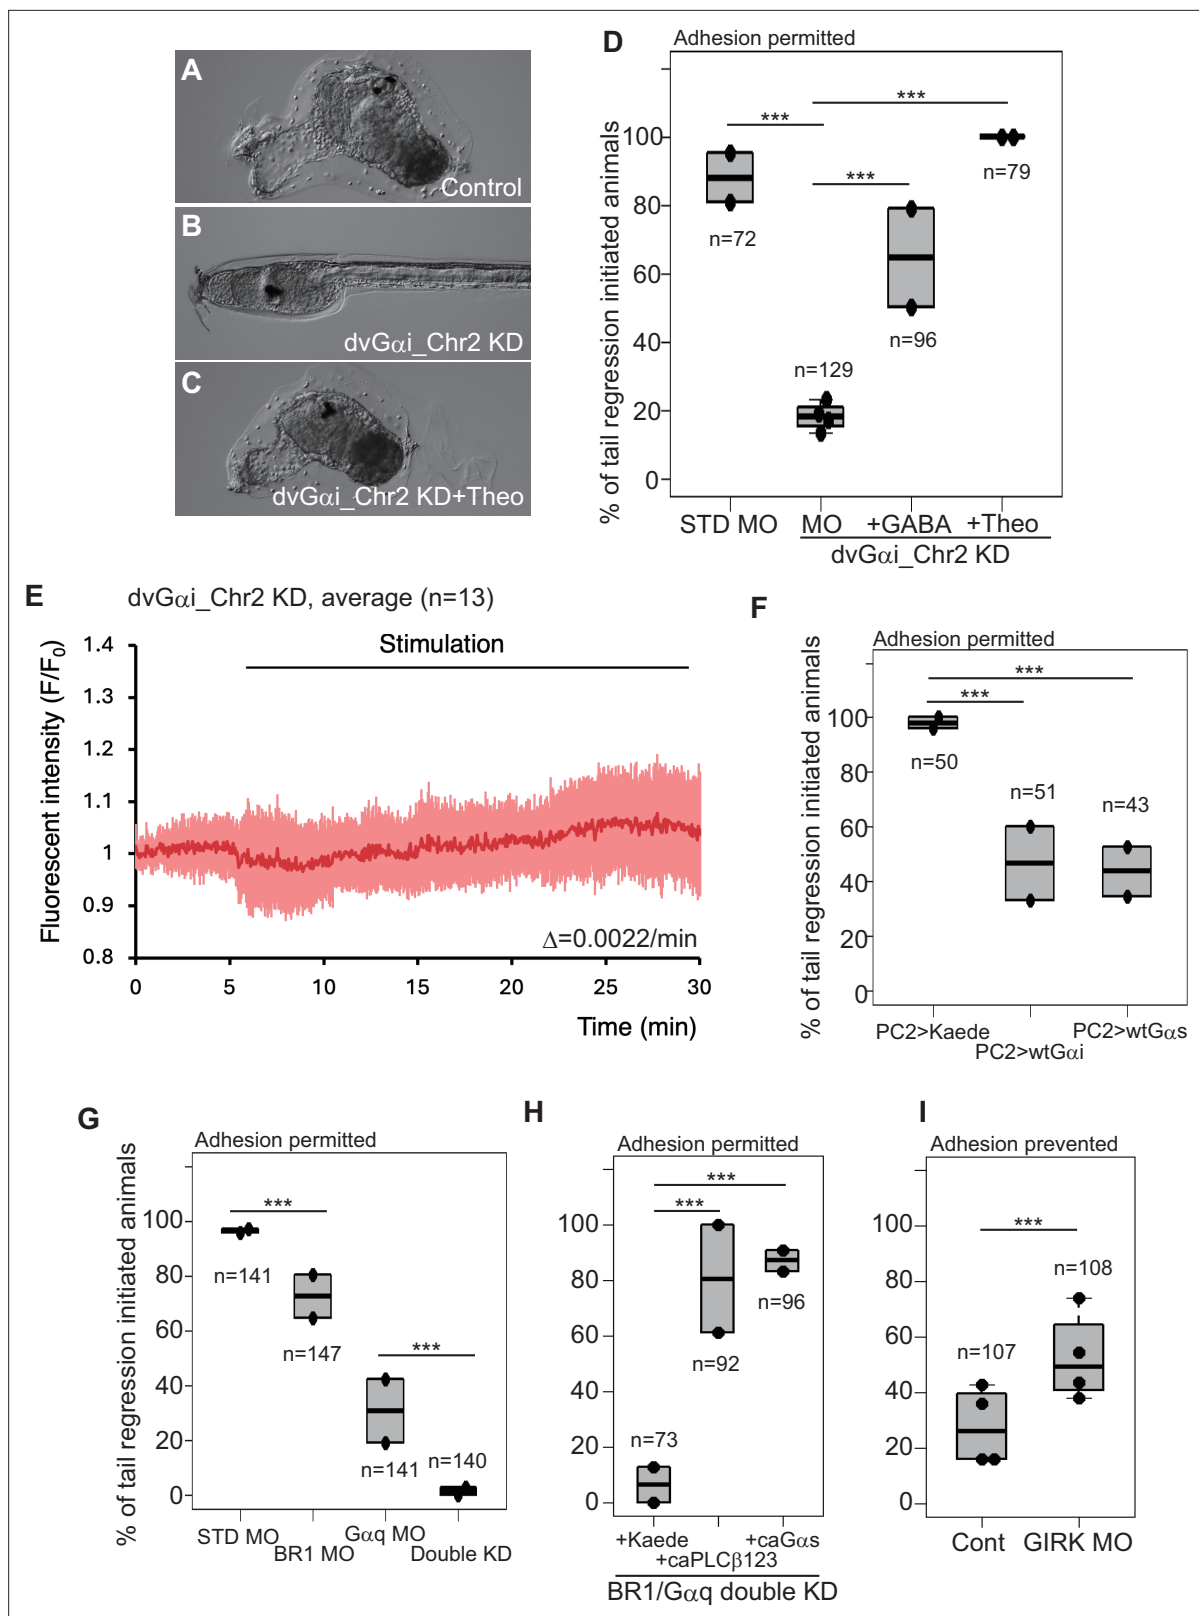 A
Control
B
dvGαi_Chr2 KD
C
dvGαi_Chr2 KD+Theo
D
Adhesion permitted
% of tail regression initiated animals
100
80
60
40
20
0
***
***
***
n=72
n=129
n=96
n=79
STD MO
MO
+GABA
+Theo
dvGαi_Chr2 KD
E
dvGαi_Chr2 KD, average (n=13)
Stimulation
Fluorescent intensity (F/F0)
1.4
1.3
1.2
1.1
1
0.9
0.8
Δ=0.0022/min
0
5
10
15
20
25
30
Time (min)
F
Adhesion permitted
% of tail regression initiated animals
100
80
60
40
20
0
***
***
n=50
n=51
n=43
PC2>Kaede
PC2>wtGαi
PC2>wtGαs
G
Adhesion permitted
% of tail regression initiated animals
100
80
60
40
20
0
***
***
n=141
n=147
n=141
n=140
STD MO
BR1 MO
Gαq MO
Double KD
H
Adhesion permitted
100
80
60
40
20
0
***
***
n=73
n=92
n=96
+Kaede
+caPLCβ123
+caGαs
BR1/Gαq double KD
I
Adhesion prevented
100
80
60
40
20
0
***
n=107
n=108
Cont
GIRK MO